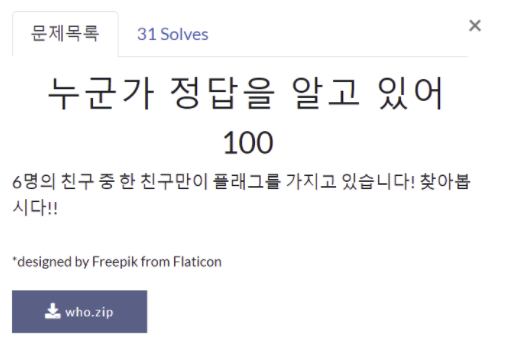 문제목록 31 Solves ×
누군가 정답을 알고 있어
100
6명의 친구 중 한 친구만이 플래그를 가지고 있습니다! 찾아봅
시다!!
*designed by Freepik from Flaticon
who.zip